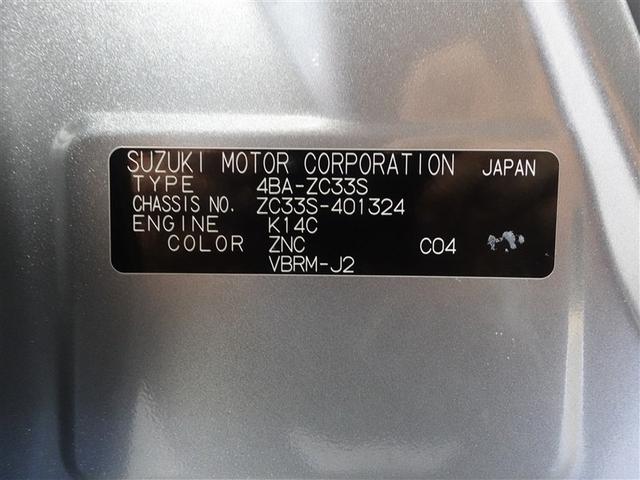 SUZUKI MOTOR CORPORATION JAPAN
TYPE 4BA-ZC33S
CHASSIS NO. ZC33S-401324
ENGINE K14C
COLOR ZNC C04
VBRM-J2